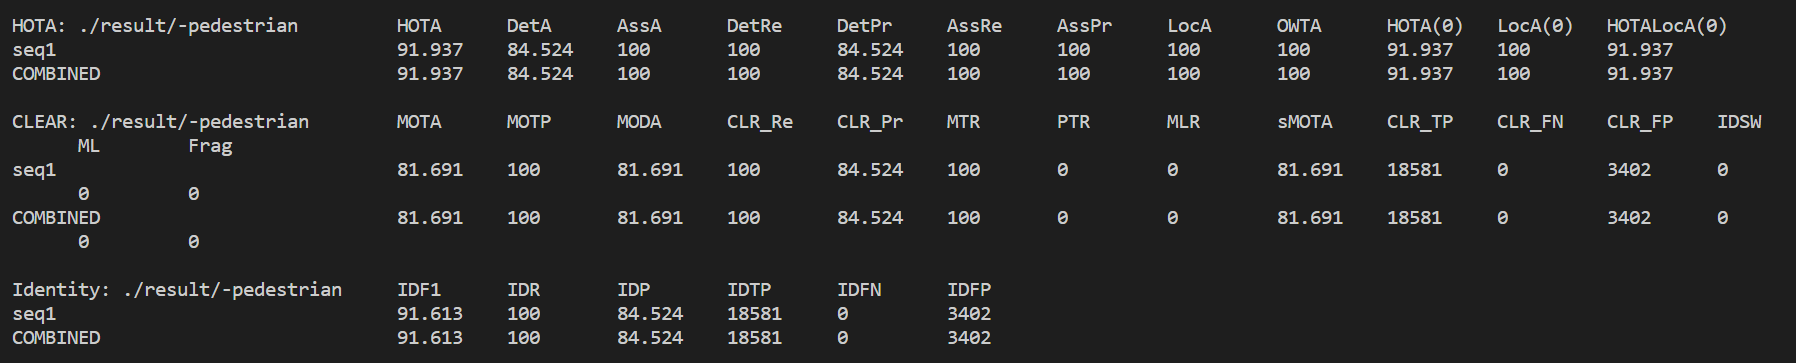 HOTA: ./result/-pedestrian HOTA DetA AssA DetRe DetPr AssRe AssPr LocA OWTA HOTA(0) LocA(0) HOTALocA(0)
seq1 91.937 84.524 100 100 84.524 100 100 100 100 91.937 100 91.937
COMBINED 91.937 84.524 100 100 84.524 100 100 100 100 91.937 100 91.937
CLEAR: ./result/-pedestrian MOTA MOTP MODA CLR_Re CLR_Pr MTR PTR MLR sMOTA CLR_TP CLR_FN CLR_FP IDSW
ML Frag
seq1 81.691 100 81.691 100 84.524 100 0 0 81.691 18581 0 3402 0
0 0
COMBINED 81.691 100 81.691 100 84.524 100 0 0 81.691 18581 0 3402 0
0 0
Identity: ./result/-pedestrian IDF1 IDR IDP IDTP IDFN IDFP
seq1 91.613 100 84.524 18581 0 3402
COMBINED 91.613 100 84.524 18581 0 3402